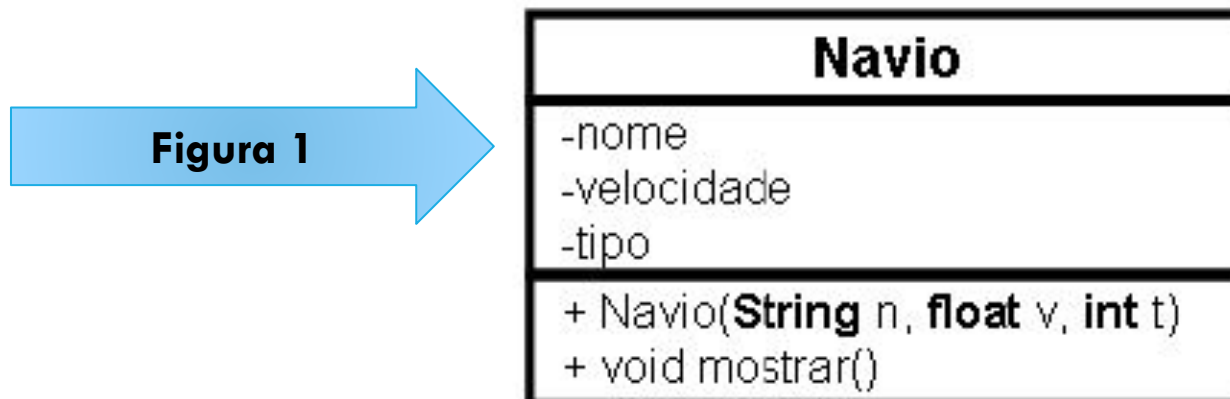 Figura 1
Navio
-nome
-velocidade
-tipo
+ Navio(String n, float v, int t)
+ void mostrar()